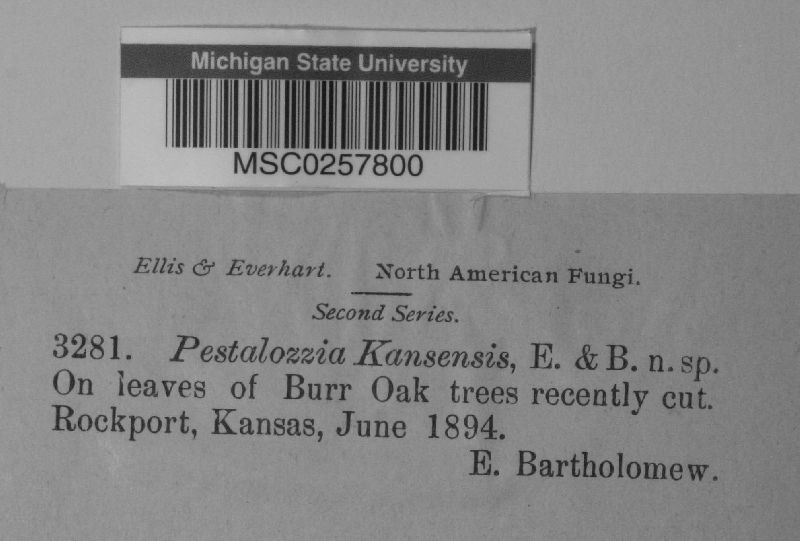 Michigan State University
MSC0257800
Ellis & Everhart. North American Fungi.
Second Series.
3281. Pestalozzia Kansensis, E. & B. n. sp.
On leaves of Burr Oak trees recently cut.
Rockport, Kansas, June 1894.
E. Bartholomew.